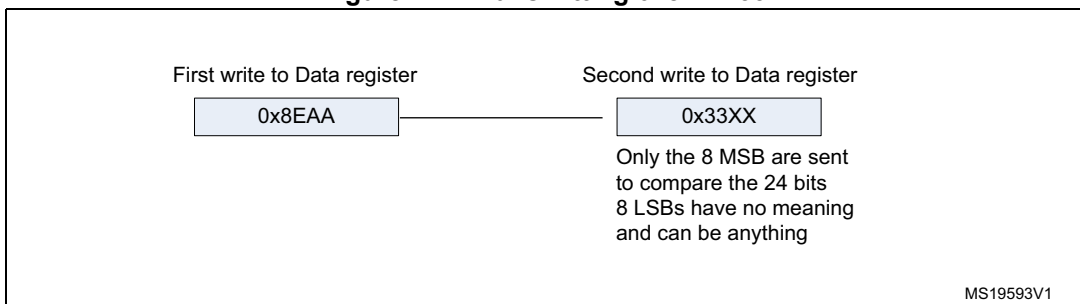 First write to Data register
Second write to Data register
0x8EAA
0x33XX
Only the 8 MSB are sent
to compare the 24 bits
8 LSBs have no meaning
and can be anything
MS19593V1